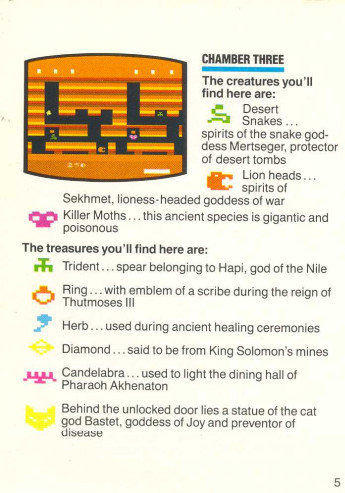 CHAMBER THREE
The creatures you'll
find here are:
Desert
Snakes ...
spirits of the snake god-
dess Mertseger, protector
of desert tombs
Lion heads ...
spirits of
Sekhmet, lioness-headed goddess of war
Killer Moths ... this ancient species is gigantic and
poisonous
The treasures you'll find here are:
Trident ... spear belonging to Hapi, god of the Nile
Ring ... with emblem of a scribe during the reign of
Thutmoses III
Herb ... used during ancient healing ceremonies
Diamond ... said to be from King Solomon's mines
Candelabra ... used to light the dining hall of
Pharaoh Akhenaton
Behind the unlocked door lies a statue of the cat
god Bastet, goddess of Joy and preventor of
disease
5